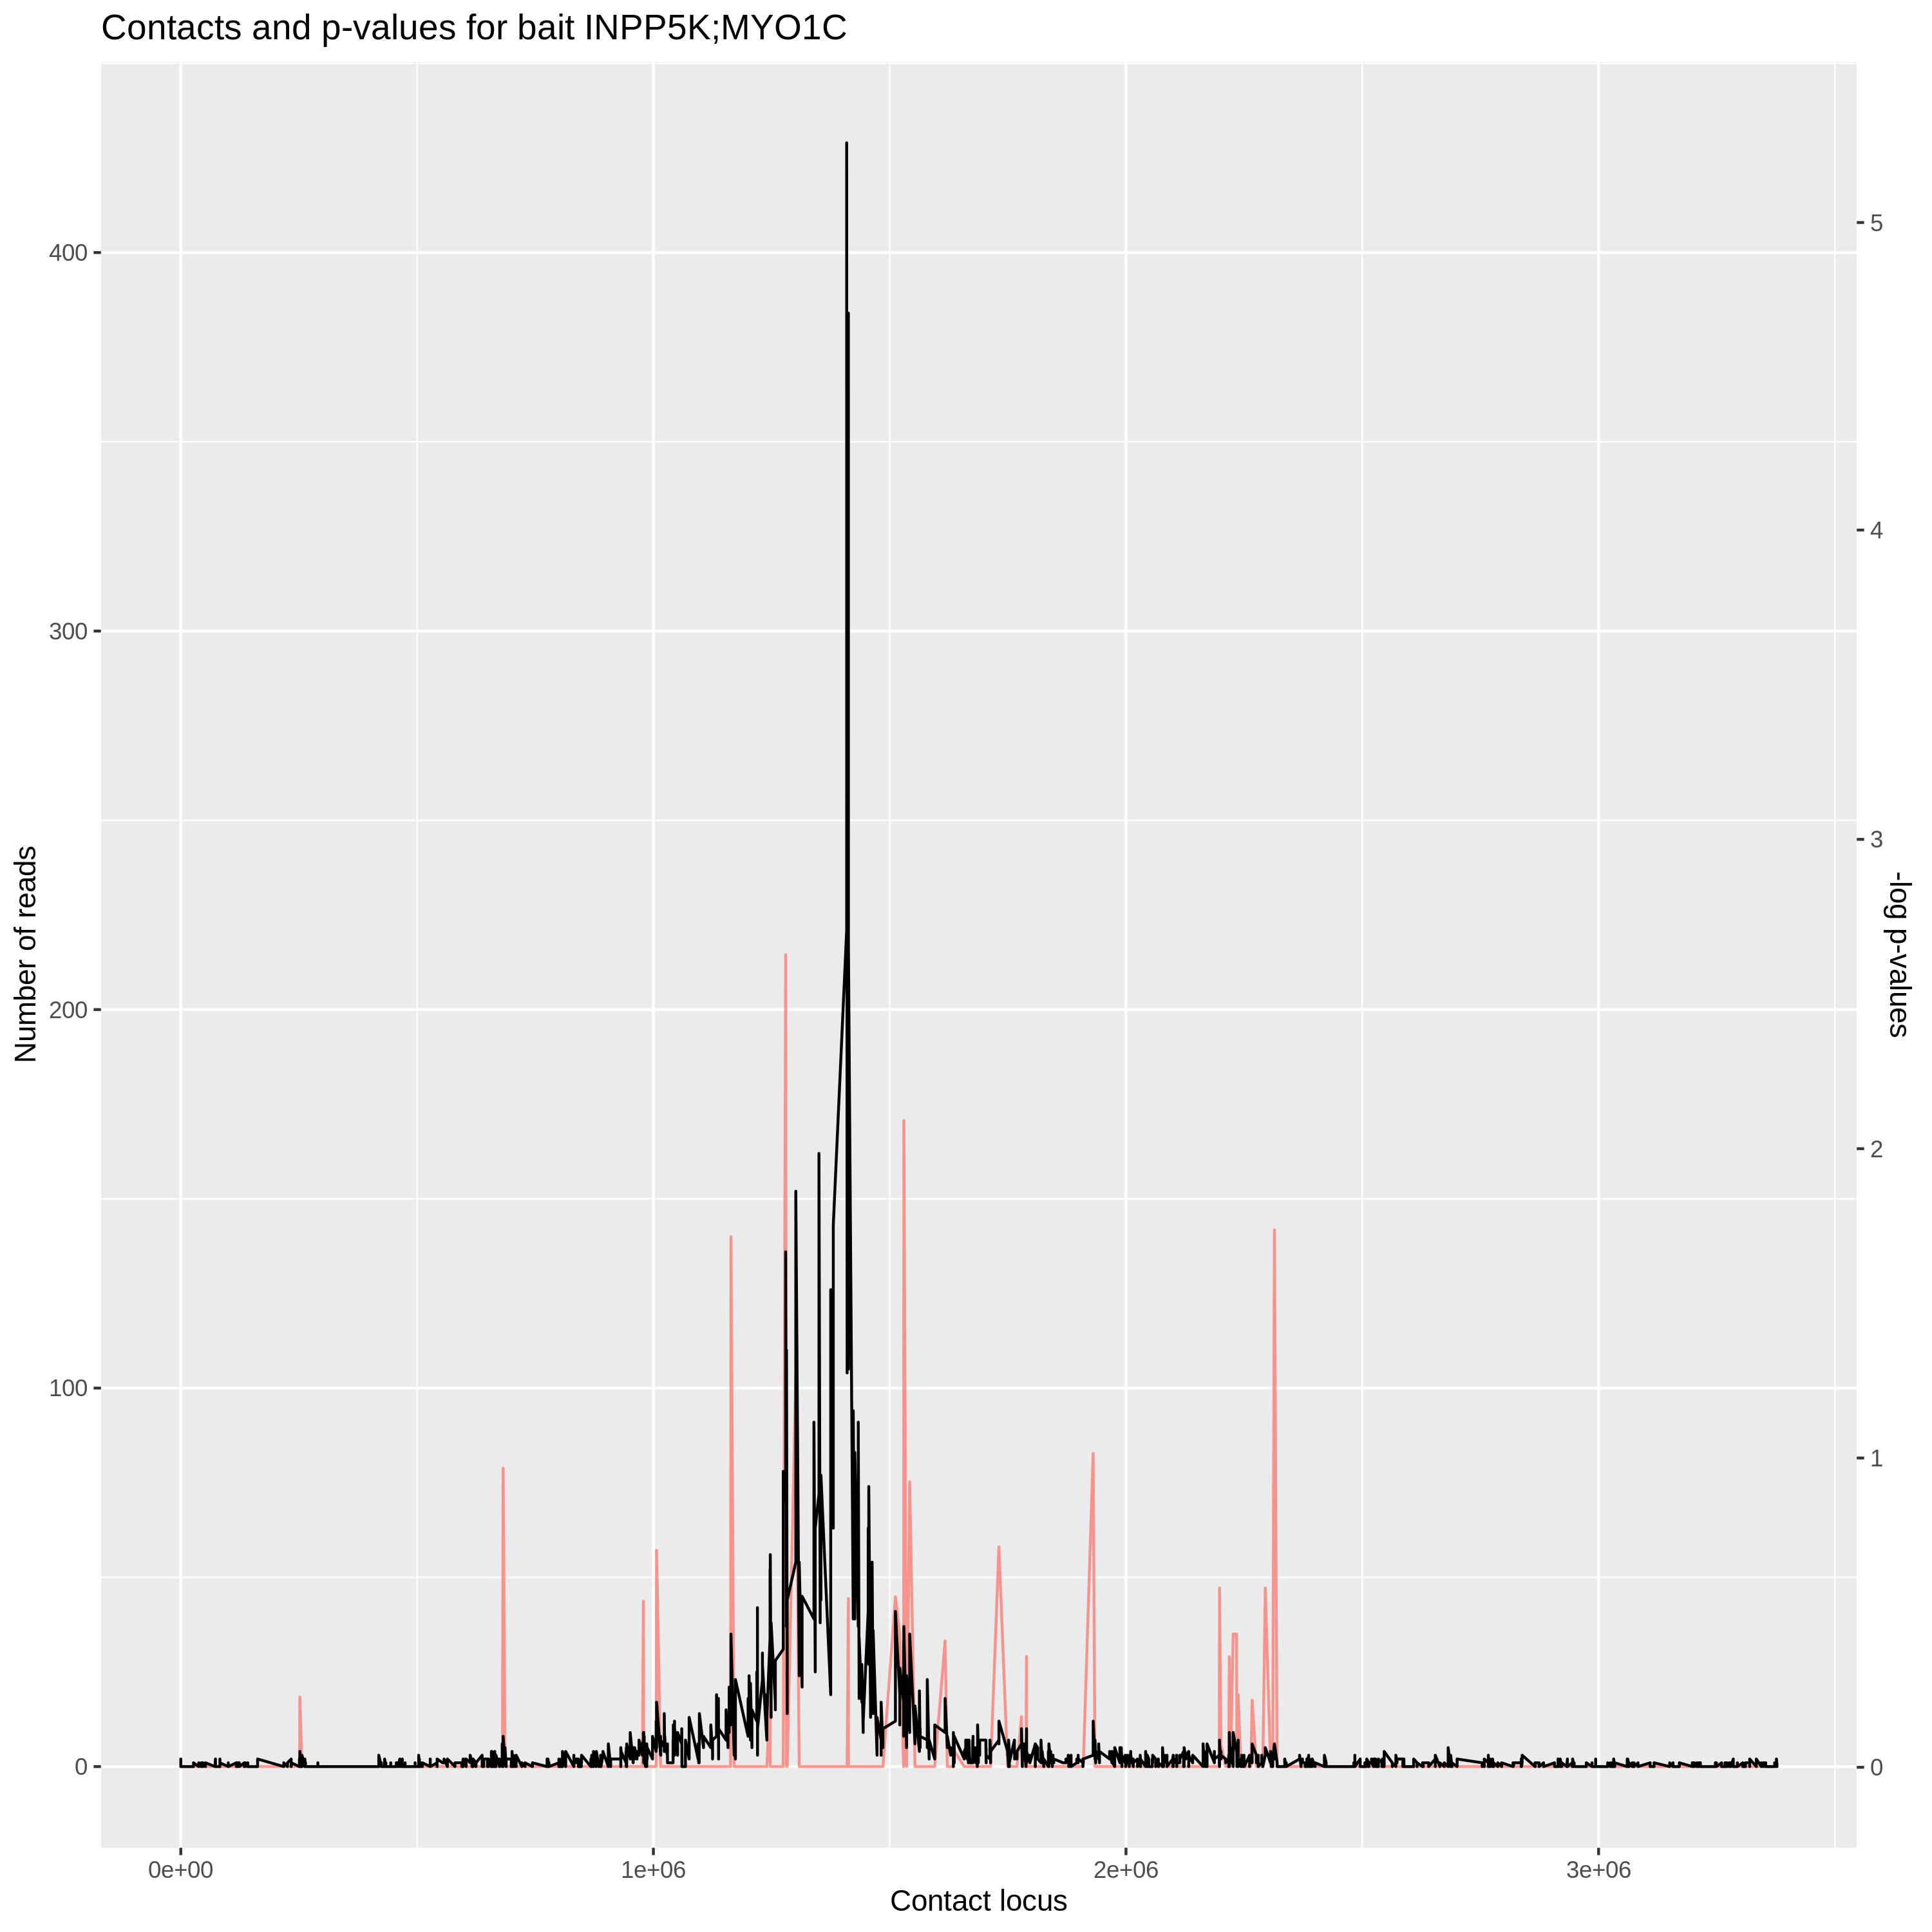 Contacts and p-values for bait INPP5K;MYO1C
400
300
200
100
0
5
4
3
2
1
0
Number of reads
-log p-values
0e+00
1e+06
2e+06
3e+06
Contact locus